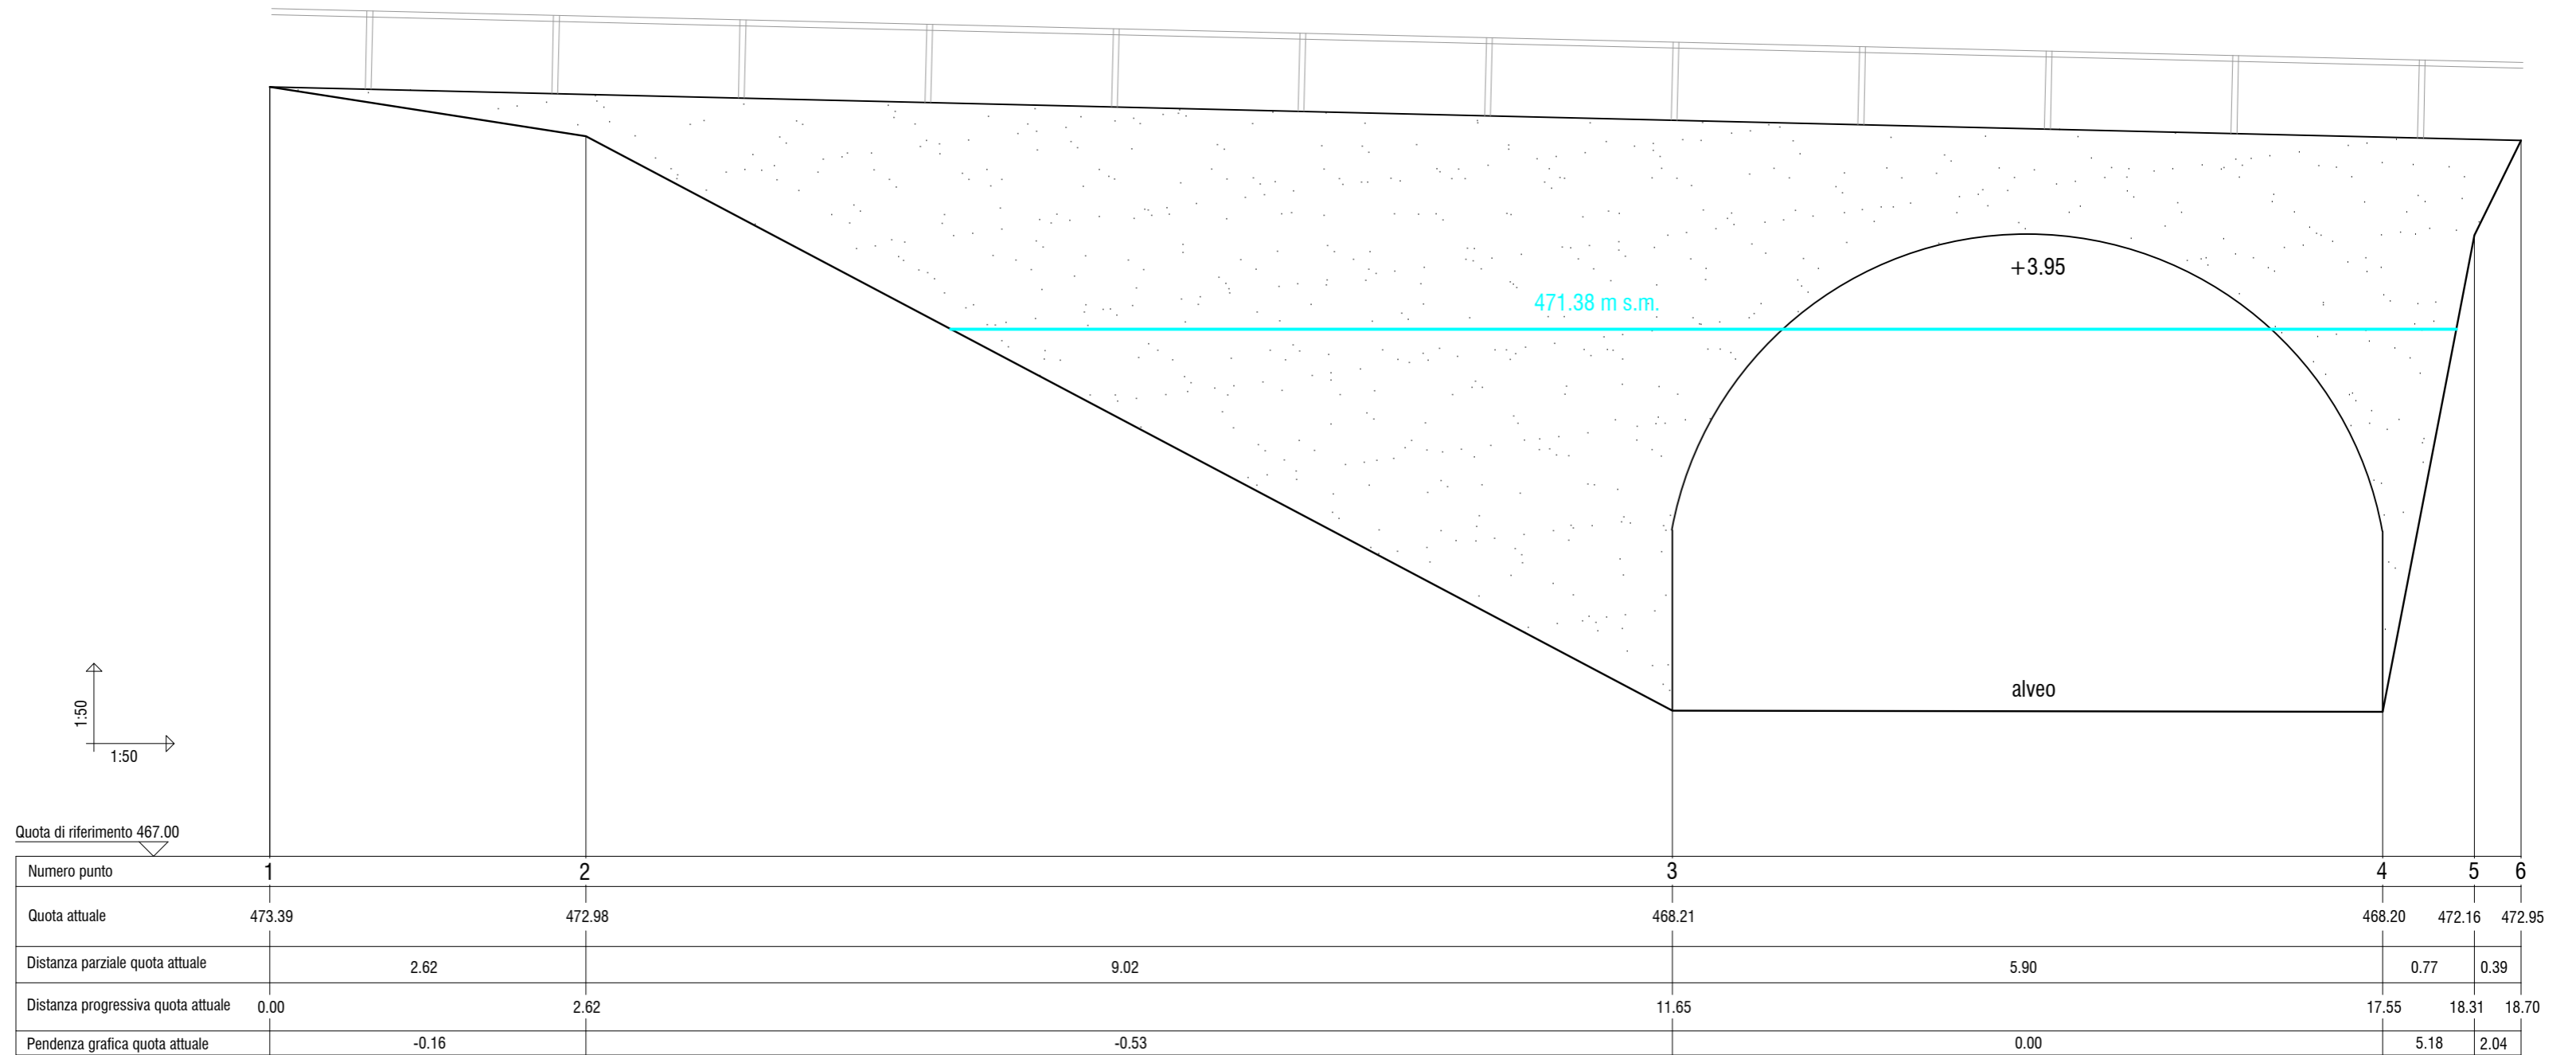 +3.95
471.38 m s.m.
alveo
1:50
1:50
Quota di riferimento 467.00
Numero punto 1 2 3 4 5 6
Quota attuale 473.39 472.98 468.21 468.20 472.16 472.95
Distanza parziale quota attuale 2.62 9.02 5.90 0.77 0.39
Distanza progressiva quota attuale 0.00 2.62 11.65 17.55 18.31 18.70
Pendenza grafica quota attuale -0.16 -0.53 0.00 5.18 2.04